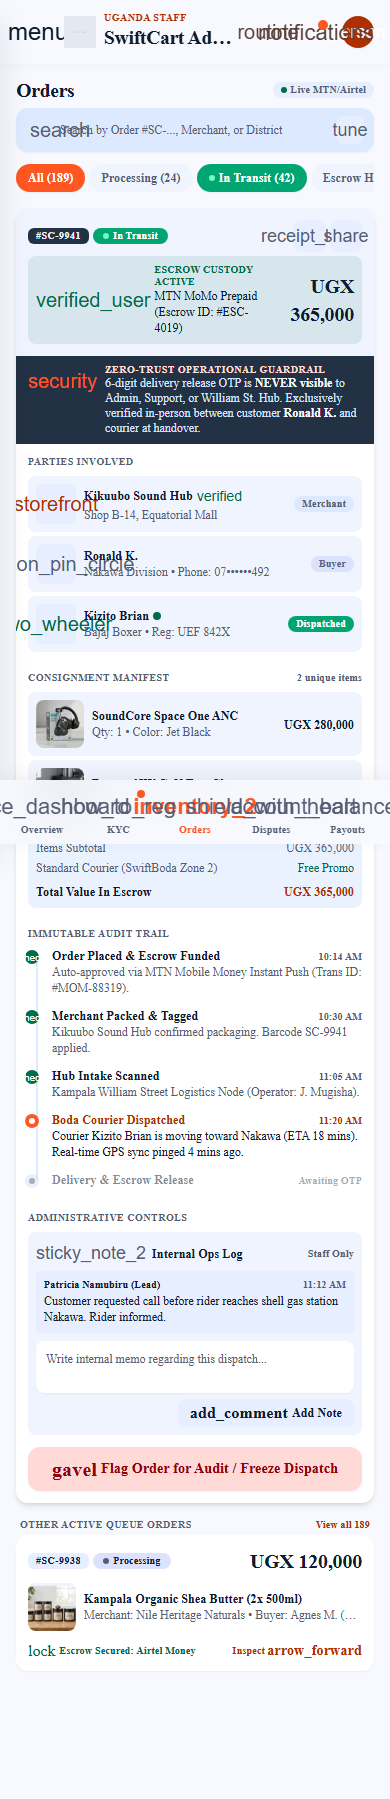 menu
UGANDA STAFF
SwiftCart Ad...
Orders
Live MTN/Airtel
search
Search by Order #SC-..., Merchant, or District
tune
All (189)
Processing (24)
In Transit (42)
Escrow H
#SC-9941
In Transit
receipt_
share
verified_user
ESCROW CUSTODY
ACTIVE
MTN MoMo Prepaid
(Escrow ID: #ESC-
4019)
UGX
365,000
security
ZERO-TRUST OPERATIONAL GUARDRAIL
6-digit delivery release OTP is NEVER visible to
Admin, Support, or William St. Hub. Exclusively
verified in-person between customer Ronald K. and
courier at handover.
PARTIES INVOLVED
storefront
Kikuubo Sound Hub verified
Shop B-14, Equatorial Mall
Merchant
on_pin_circle
Ronald K.
Nakawa Division • Phone: 07••••••492
Buyer
wo_wheeler
Kizito Brian
Bajaj Boxer • Reg: UEF 842X
Dispatched
CONSIGNMENT MANIFEST
2 unique items
SoundCore Space One ANC
Qty: 1 • Color: Jet Black
UGX 280,000
Overview
KYC
Orders
Disputes
Payouts
Items Subtotal
UGX 365,000
Standard Courier (SwiftBoda Zone 2)
Free Promo
Total Value In Escrow
UGX 365,000
IMMUTABLE AUDIT TRAIL
Order Placed & Escrow Funded
10:14 AM
Auto-approved via MTN Mobile Money Instant Push (Trans ID:
#MOM-88319).
Merchant Packed & Tagged
10:30 AM
Kikuubo Sound Hub confirmed packaging. Barcode SC-9941
applied.
Hub Intake Scanned
11:05 AM
Kampala William Street Logistics Node (Operator: J. Mugisha).
Boda Courier Dispatched
11:20 AM
Courier Kizito Brian is moving toward Nakawa (ETA 18 mins).
Real-time GPS sync pinged 4 mins ago.
Delivery & Escrow Release
Awaiting OTP
ADMINISTRATIVE CONTROLS
sticky_note_2 Internal Ops Log
Staff Only
Patricia Namubiru (Lead)
11:12 AM
Customer requested call before rider reaches shell gas station
Nakawa. Rider informed.
Write internal memo regarding this dispatch...
add_comment Add Note
gavel Flag Order for Audit / Freeze Dispatch
OTHER ACTIVE QUEUE ORDERS
View all 189
#SC-9938
Processing
UGX 120,000
Kampala Organic Shea Butter (2x 500ml)
Merchant: Nile Heritage Naturals • Buyer: Agnes M. (...
lock Escrow Secured: Airtel Money
Inspect arrow_forward